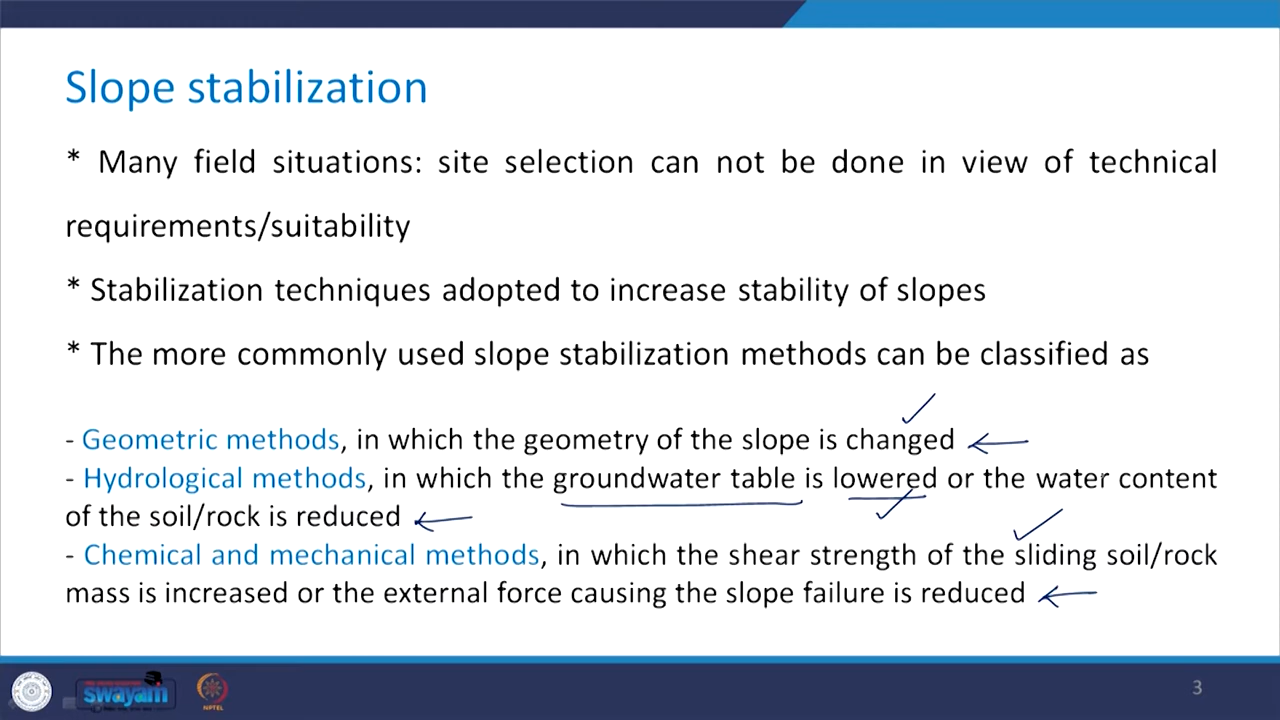 Slope stabilization
* Many field situations: site selection can not be done in view of technical
requirements/suitability
* Stabilization techniques adopted to increase stability of slopes
* The more commonly used slope stabilization methods can be classified as
- Geometric methods, in which the geometry of the slope is changed
- Hydrological methods, in which the groundwater table is lowered or the water content
of the soil/rock is reduced
- Chemical and mechanical methods, in which the shear strength of the sliding soil/rock
mass is increased or the external force causing the slope failure is reduced
swayam
NPTEL
3